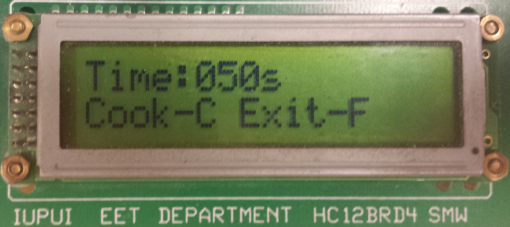 Time:050s
Cook-C Exit-F
IUPUI EET DEPARTMENT HC12BRD4 SMW